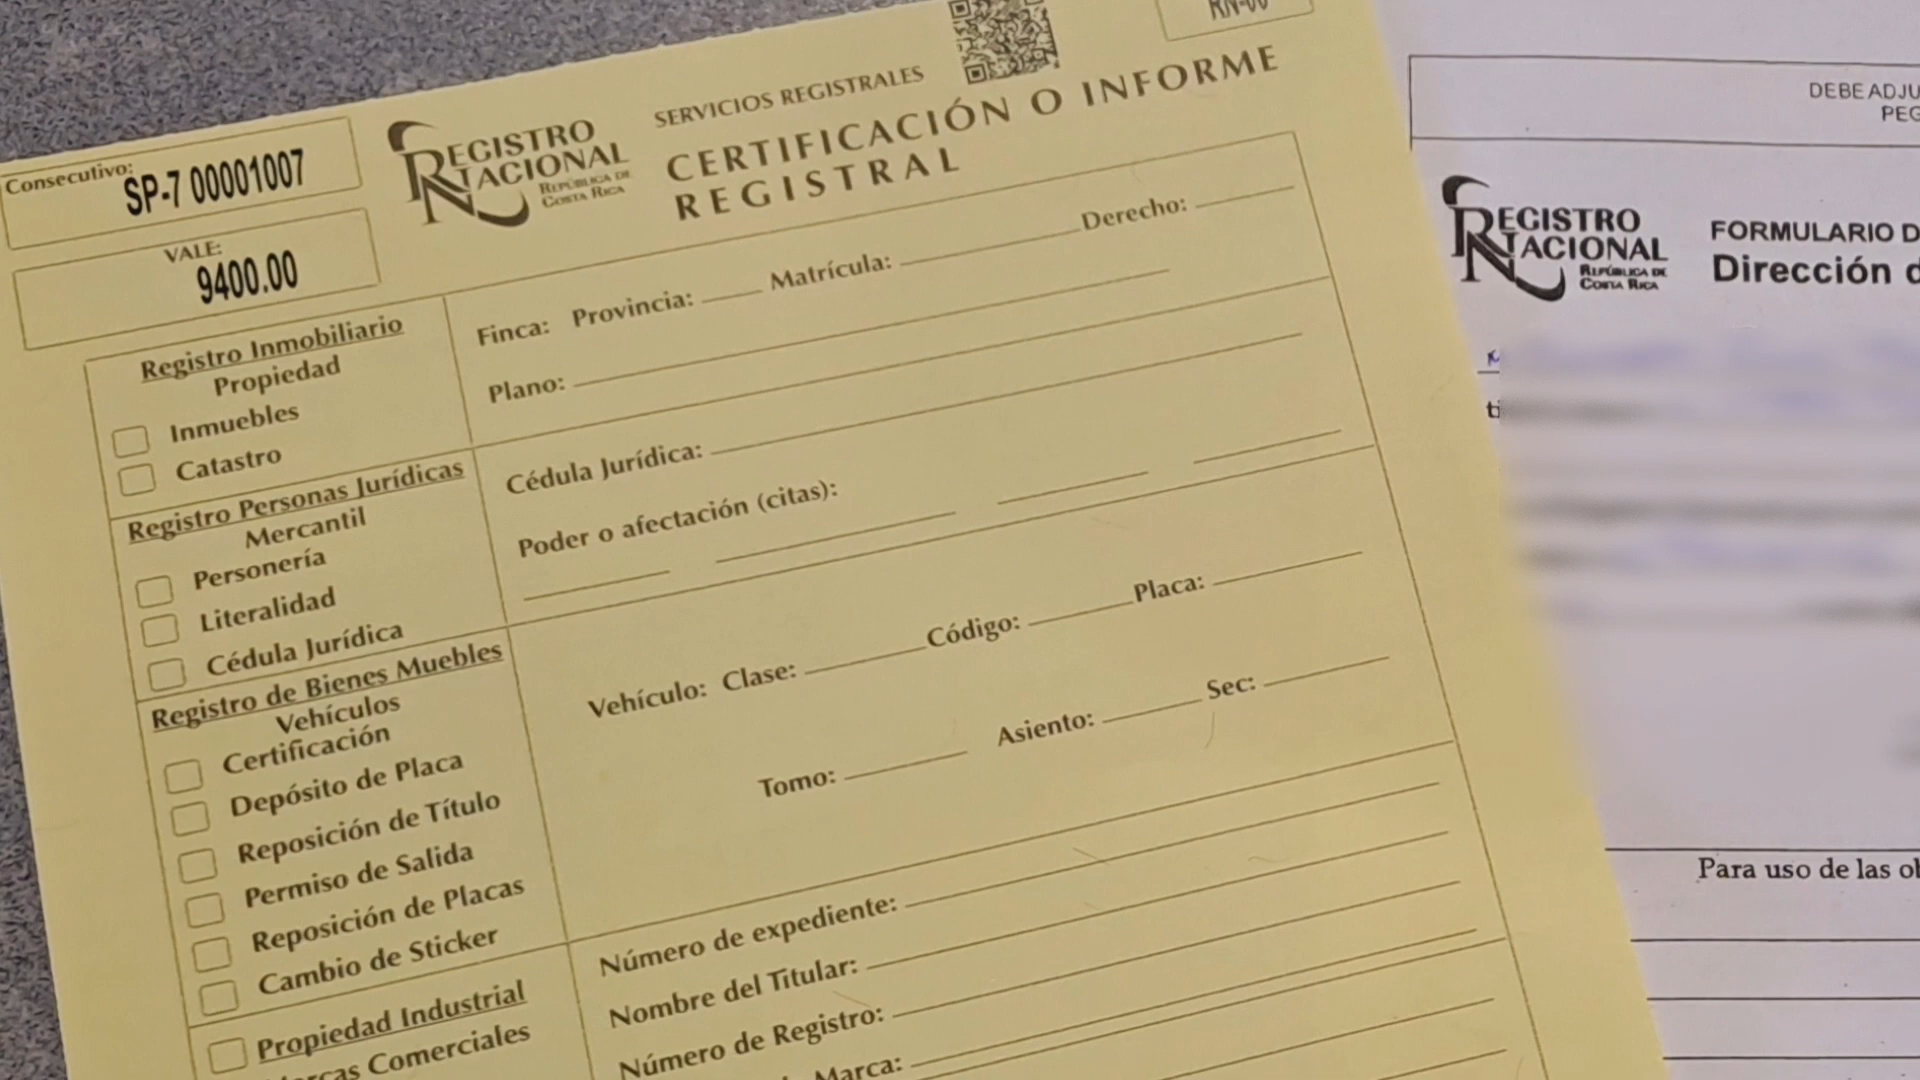 Consecutivo:
SP-7 00001007
VALE:
9400.00
REGISTRO
NACIONAL
REPÚBLICA DE
COSTA RICA
SERVICIOS REGISTRALES
CERTIFICACIÓN O INFORME
REGISTRAL
Registro Inmobiliario
Propiedad
Inmuebles
Catastro
Finca: Provincia: Matrícula: Derecho:
Plano:
Registro Personas Jurídicas
Mercantil
Personería
Literalidad
Cédula Jurídica
Cédula Jurídica:
Poder o afectación (citas):
Registro de Bienes Muebles
Vehículos
Certificación
Depósito de Placa
Reposición de Título
Permiso de Salida
Reposición de Placas
Cambio de Sticker
Vehículo: Clase: Código: Placa:
Tomo: Asiento: Sec:
Propiedad Industrial
Comerciales
Número de expediente:
Nombre del Titular:
Número de Registro:
Marca:
DEBE ADJU
PEG
REGISTRO
NACIONAL
REPÚBLICA DE
COSTA RICA
FORMULARIO D
Dirección d
Para uso de las